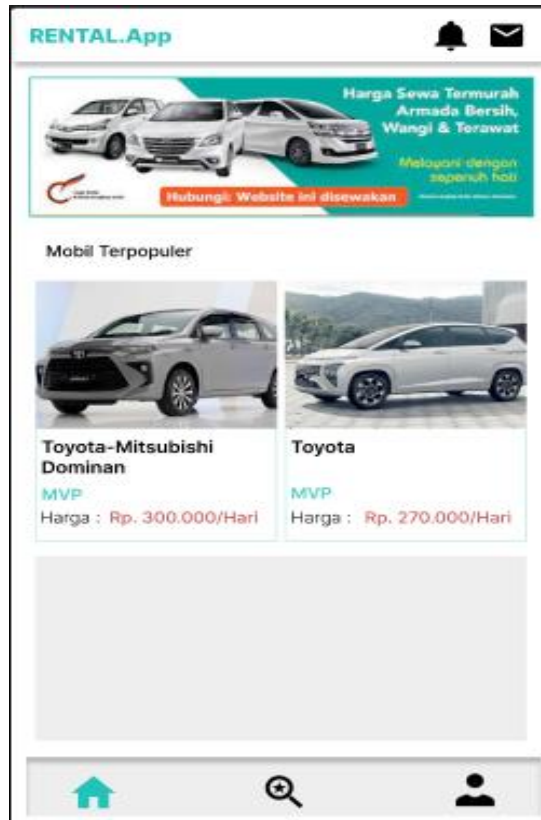 RENTAL.App
Harga Sewa Termurah
Armada Bersih,
Wangi & Terawat
Melayani dengan
sepenuh hati
Hubungi: Website ini disewakan
Mobil Terpopuler
Toyota-Mitsubishi
Dominan
MVP
Harga : Rp. 300.000/Hari
Toyota
MVP
Harga : Rp. 270.000/Hari